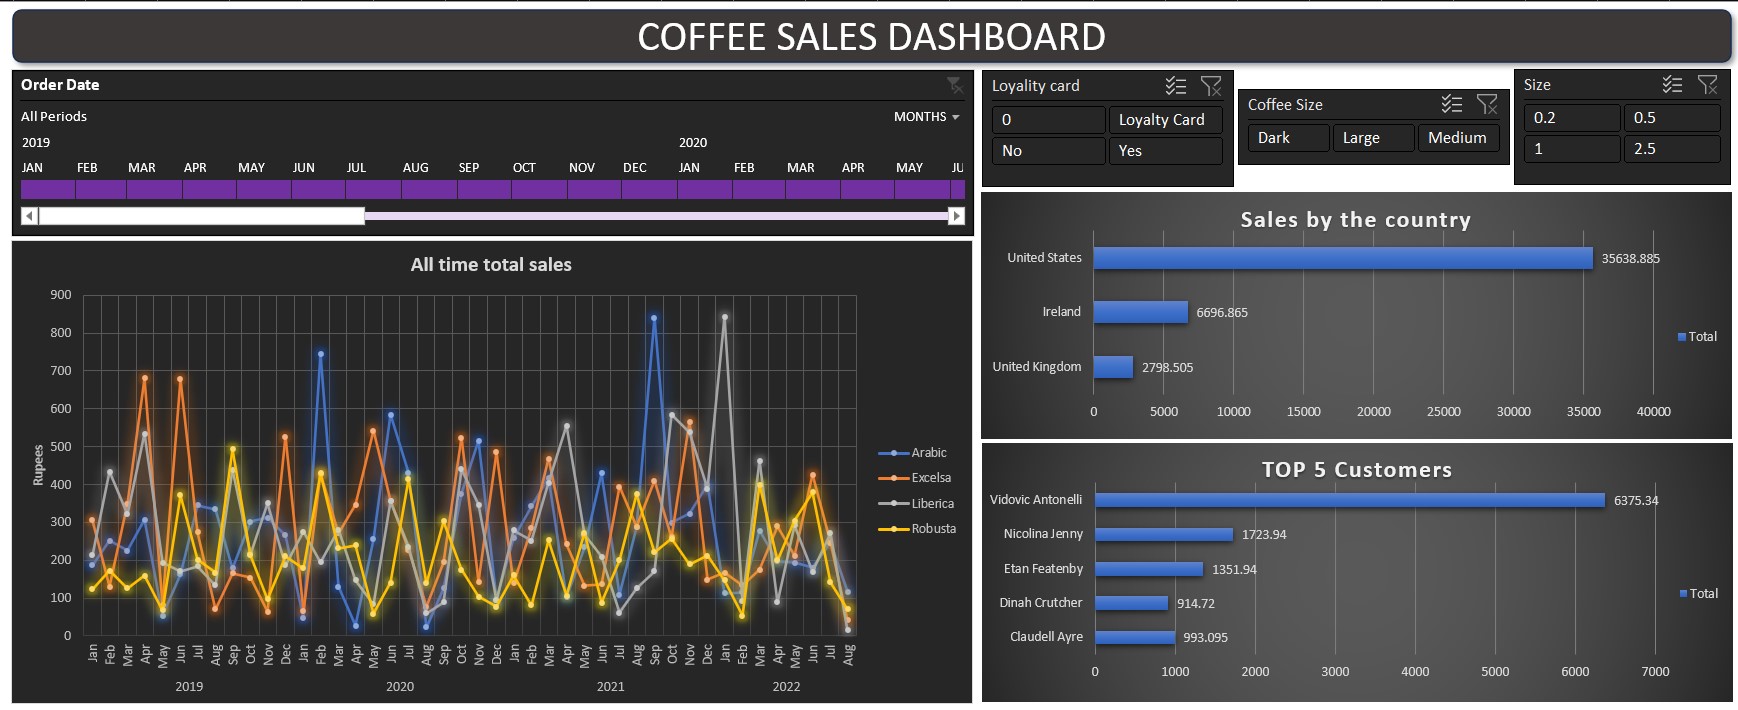 COFFEE SALES DASHBOARD
Order Date
All Periods
MONTHS
2019 2020
JAN FEB MAR APR MAY JUN JUL AUG SEP OCT NOV DEC JAN FEB MAR APR MAY JU
Loyality card
0 Loyalty Card
No Yes
Coffee Size
Dark Large Medium
Size
0.2 0.5
1 2.5
All time total sales
Rupees
900
800
700
600
500
400
300
200
100
0
Jan Feb Mar Apr May Jun Jul Aug Sep Oct Nov Dec Jan Feb Mar Apr May Jun Jul Aug Sep Oct Nov Dec Jan Feb Mar Apr May Jun Jul Aug Sep Oct Nov Dec Jan Feb Mar Apr May Jun Jul Aug
2019 2020 2021 2022
Arabic
Excelsa
Liberica
Robusta
Sales by the country
United States 35638.885
Ireland 6696.865
United Kingdom 2798.505
0 5000 10000 15000 20000 25000 30000 35000 40000
Total
TOP 5 Customers
Vidovic Antonelli 6375.34
Nicolina Jenny 1723.94
Etan Featenby 1351.94
Dinah Crutcher 914.72
Claudell Ayre 993.095
0 1000 2000 3000 4000 5000 6000 7000
Total